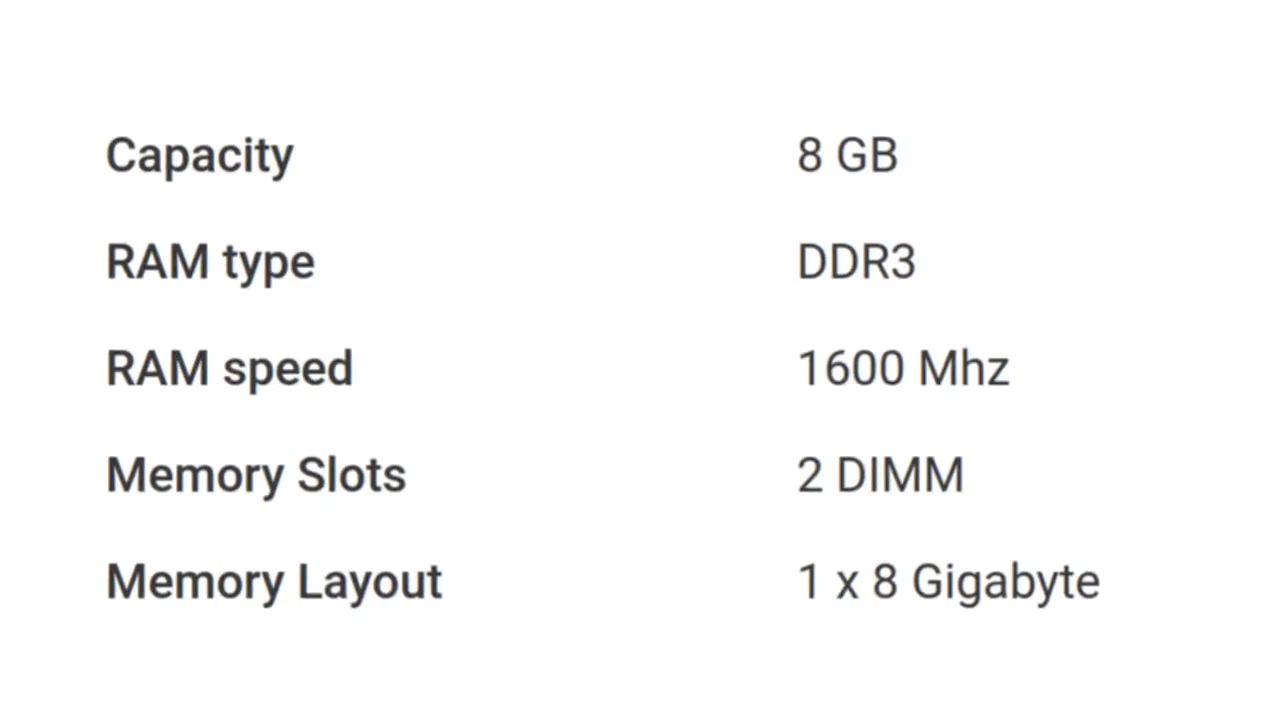 Capacity 8 GB
RAM type DDR3
RAM speed 1600 Mhz
Memory Slots 2 DIMM
Memory Layout 1 x 8 Gigabyte